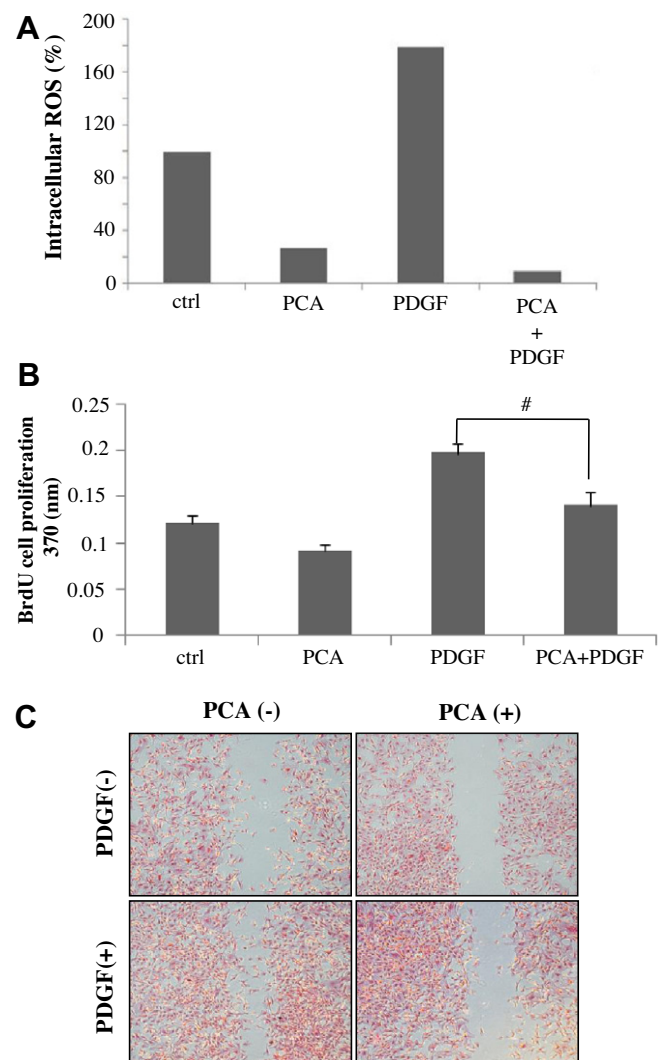 A
Intracellular ROS (%)
200
160
120
80
40
0
ctrl
PCA
PDGF
PCA
+
PDGF
B
BrdU cell proliferation
370 (nm)
0.25
0.2
0.15
0.1
0.05
0
#
ctrl
PCA
PDGF
PCA+PDGF
C
PCA (-)
PCA (+)
PDGF(-)
PDGF(+)